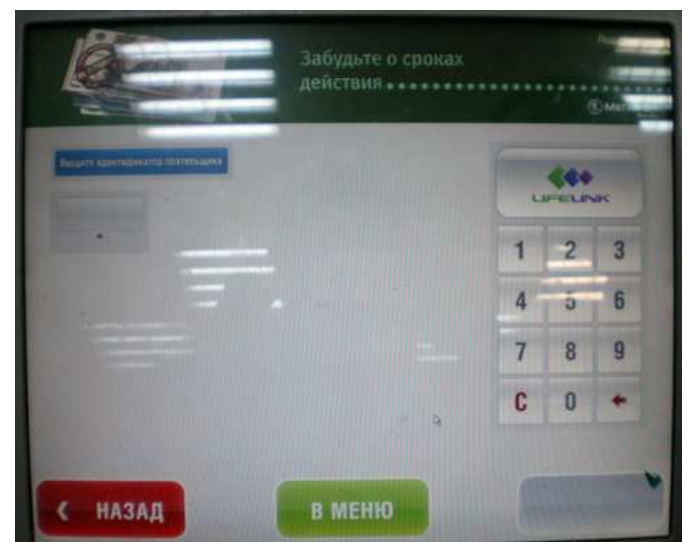 Забудьте о сроках
действия
Введите идентификатор плательщика
LIFELINK
1 2 3
4 5 6
7 8 9
C 0
НАЗАД
В МЕНЮ